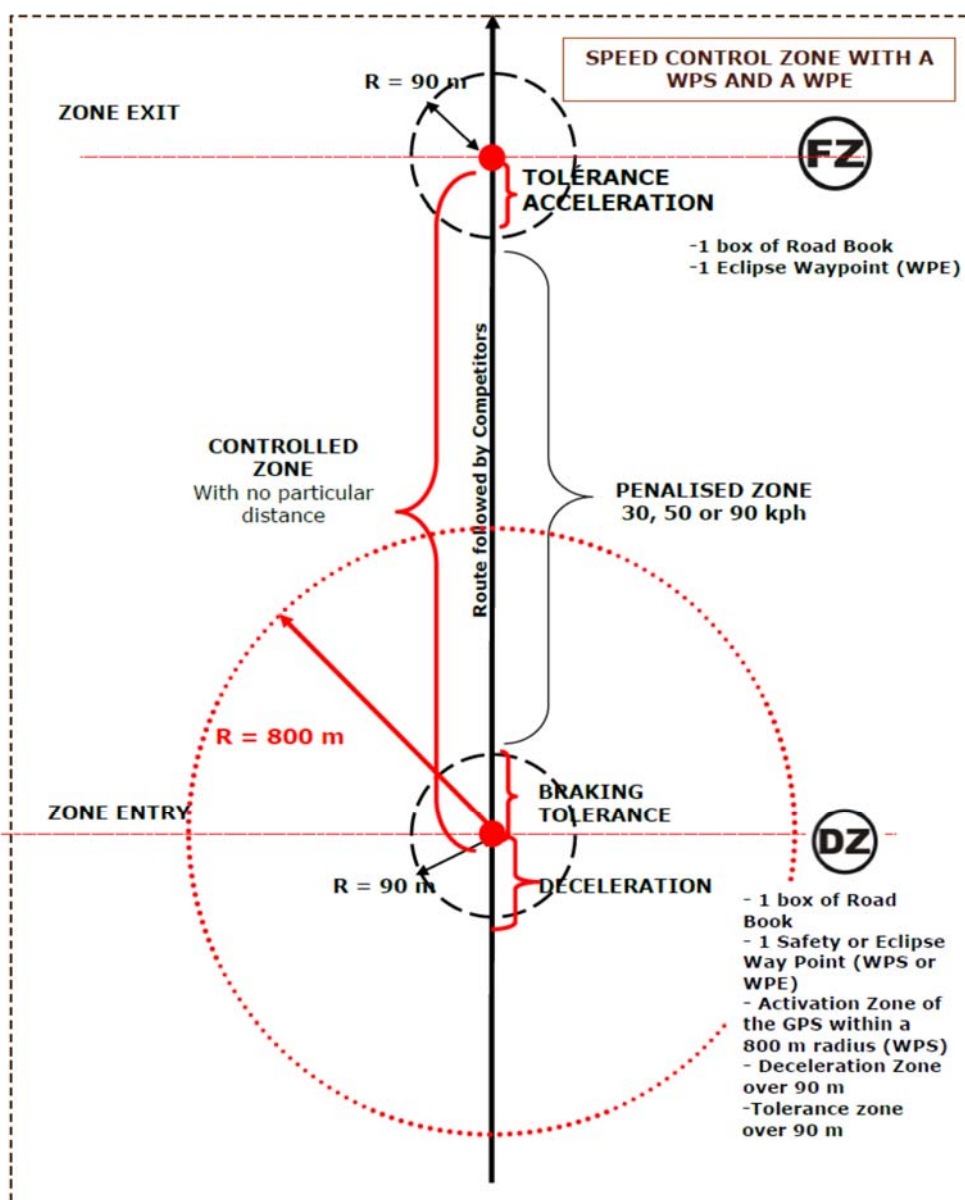 SPEED CONTROL ZONE WITH A
WPS AND A WPE
R = 90 m
ZONE EXIT
FZ
TOLÉRANCE
ACCELERATION
-1 box of Road Book
-1 Eclipse Waypoint (WPE)
Route followed by Competitors
CONTROLLED
ZONE
With no particular
distance
PENALISED ZONE
30, 50 or 90 kph
R = 800 m
BRAKING
TOLERANCE
ZONE ENTRY
DZ
R = 90 m
DECELERATION
- 1 box of Road
Book
- 1 Safety or Eclipse
Way Point (WPS or
WPE)
- Activation Zone of
the GPS within a
800 m radius (WPS)
- Deceleration Zone
over 90 m
-Tolerance zone
over 90 m